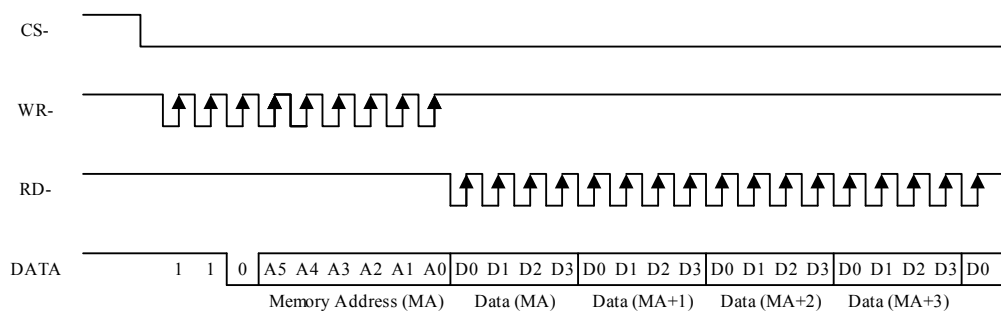 CS-
WR-
RD-
DATA 1 1 0 A5 A4 A3 A2 A1 A0 D0 D1 D2 D3 D0 D1 D2 D3 D0 D1 D2 D3 D0 D1 D2 D3 D0
Memory Address (MA) Data (MA) Data (MA+1) Data (MA+2) Data (MA+3)